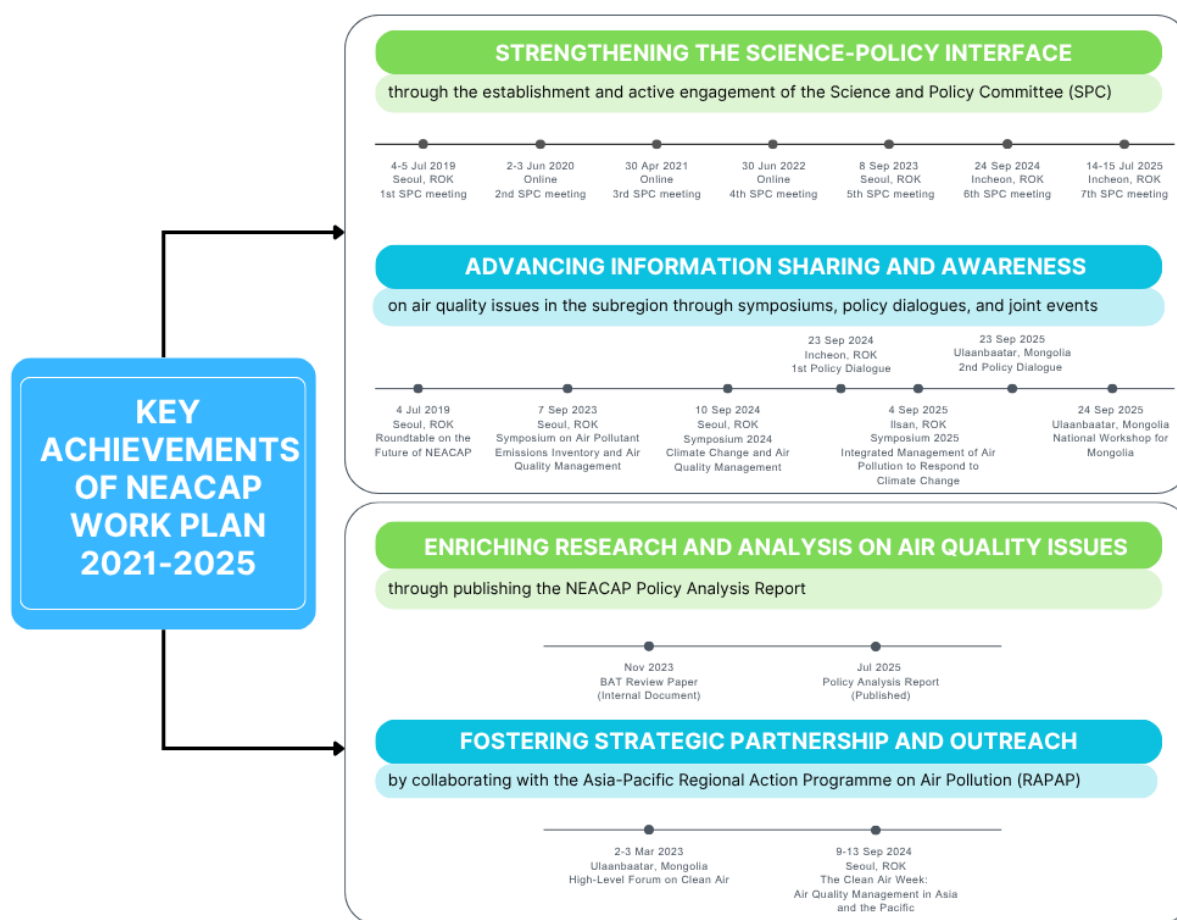 KEY
ACHIEVEMENTS
OF NEACAP
WORK PLAN
2021-2025
STRENGTHENING THE SCIENCE-POLICY INTERFACE
through the establishment and active engagement of the Science and Policy Committee (SPC)
4-5 Jul 2019
Seoul, ROK
1st SPC meeting
2-3 Jun 2020
Online
2nd SPC meeting
30 Apr 2021
Online
3rd SPC meeting
30 Jun 2022
Online
4th SPC meeting
8 Sep 2023
Seoul, ROK
5th SPC meeting
24 Sep 2024
Incheon, ROK
6th SPC meeting
14-15 Jul 2025
Incheon, ROK
7th SPC meeting
ADVANCING INFORMATION SHARING AND AWARENESS
on air quality issues in the subregion through symposiums, policy dialogues, and joint events
4 Jul 2019
Seoul, ROK
Roundtable on the
Future of NEACAP
7 Sep 2023
Seoul, ROK
Symposium on Air Pollutant
Emissions Inventory and Air
Quality Management
10 Sep 2024
Seoul, ROK
Symposium 2024
Climate Change and Air
Quality Management
23 Sep 2024
Incheon, ROK
1st Policy Dialogue
4 Sep 2025
Ilsan, ROK
Symposium 2025
Integrated Management of Air
Pollution to Respond to
Climate Change
23 Sep 2025
Ulaanbaatar, Mongolia
2nd Policy Dialogue
24 Sep 2025
Ulaanbaatar, Mongolia
National Workshop for
Mongolia
ENRICHING RESEARCH AND ANALYSIS ON AIR QUALITY ISSUES
through publishing the NEACAP Policy Analysis Report
Nov 2023
BAT Review Paper
(Internal Document)
Jul 2025
Policy Analysis Report
(Published)
FOSTERING STRATEGIC PARTNERSHIP AND OUTREACH
by collaborating with the Asia-Pacific Regional Action Programme on Air Pollution (RAPAP)
2-3 Mar 2023
Ulaanbaatar, Mongolia
High-Level Forum on Clean Air
9-13 Sep 2024
Seoul, ROK
The Clean Air Week:
Air Quality Management in Asia
and the Pacific